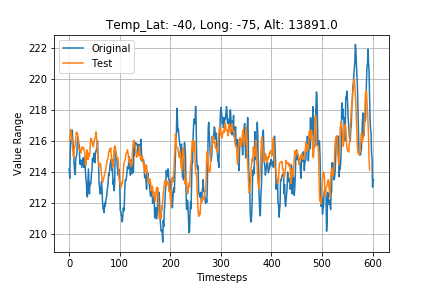 Temp_Lat: -40, Long: -75, Alt: 13891.0
Original
Test
Value Range
222
220
218
216
214
212
210
0
100
200
300
400
500
600
Timesteps